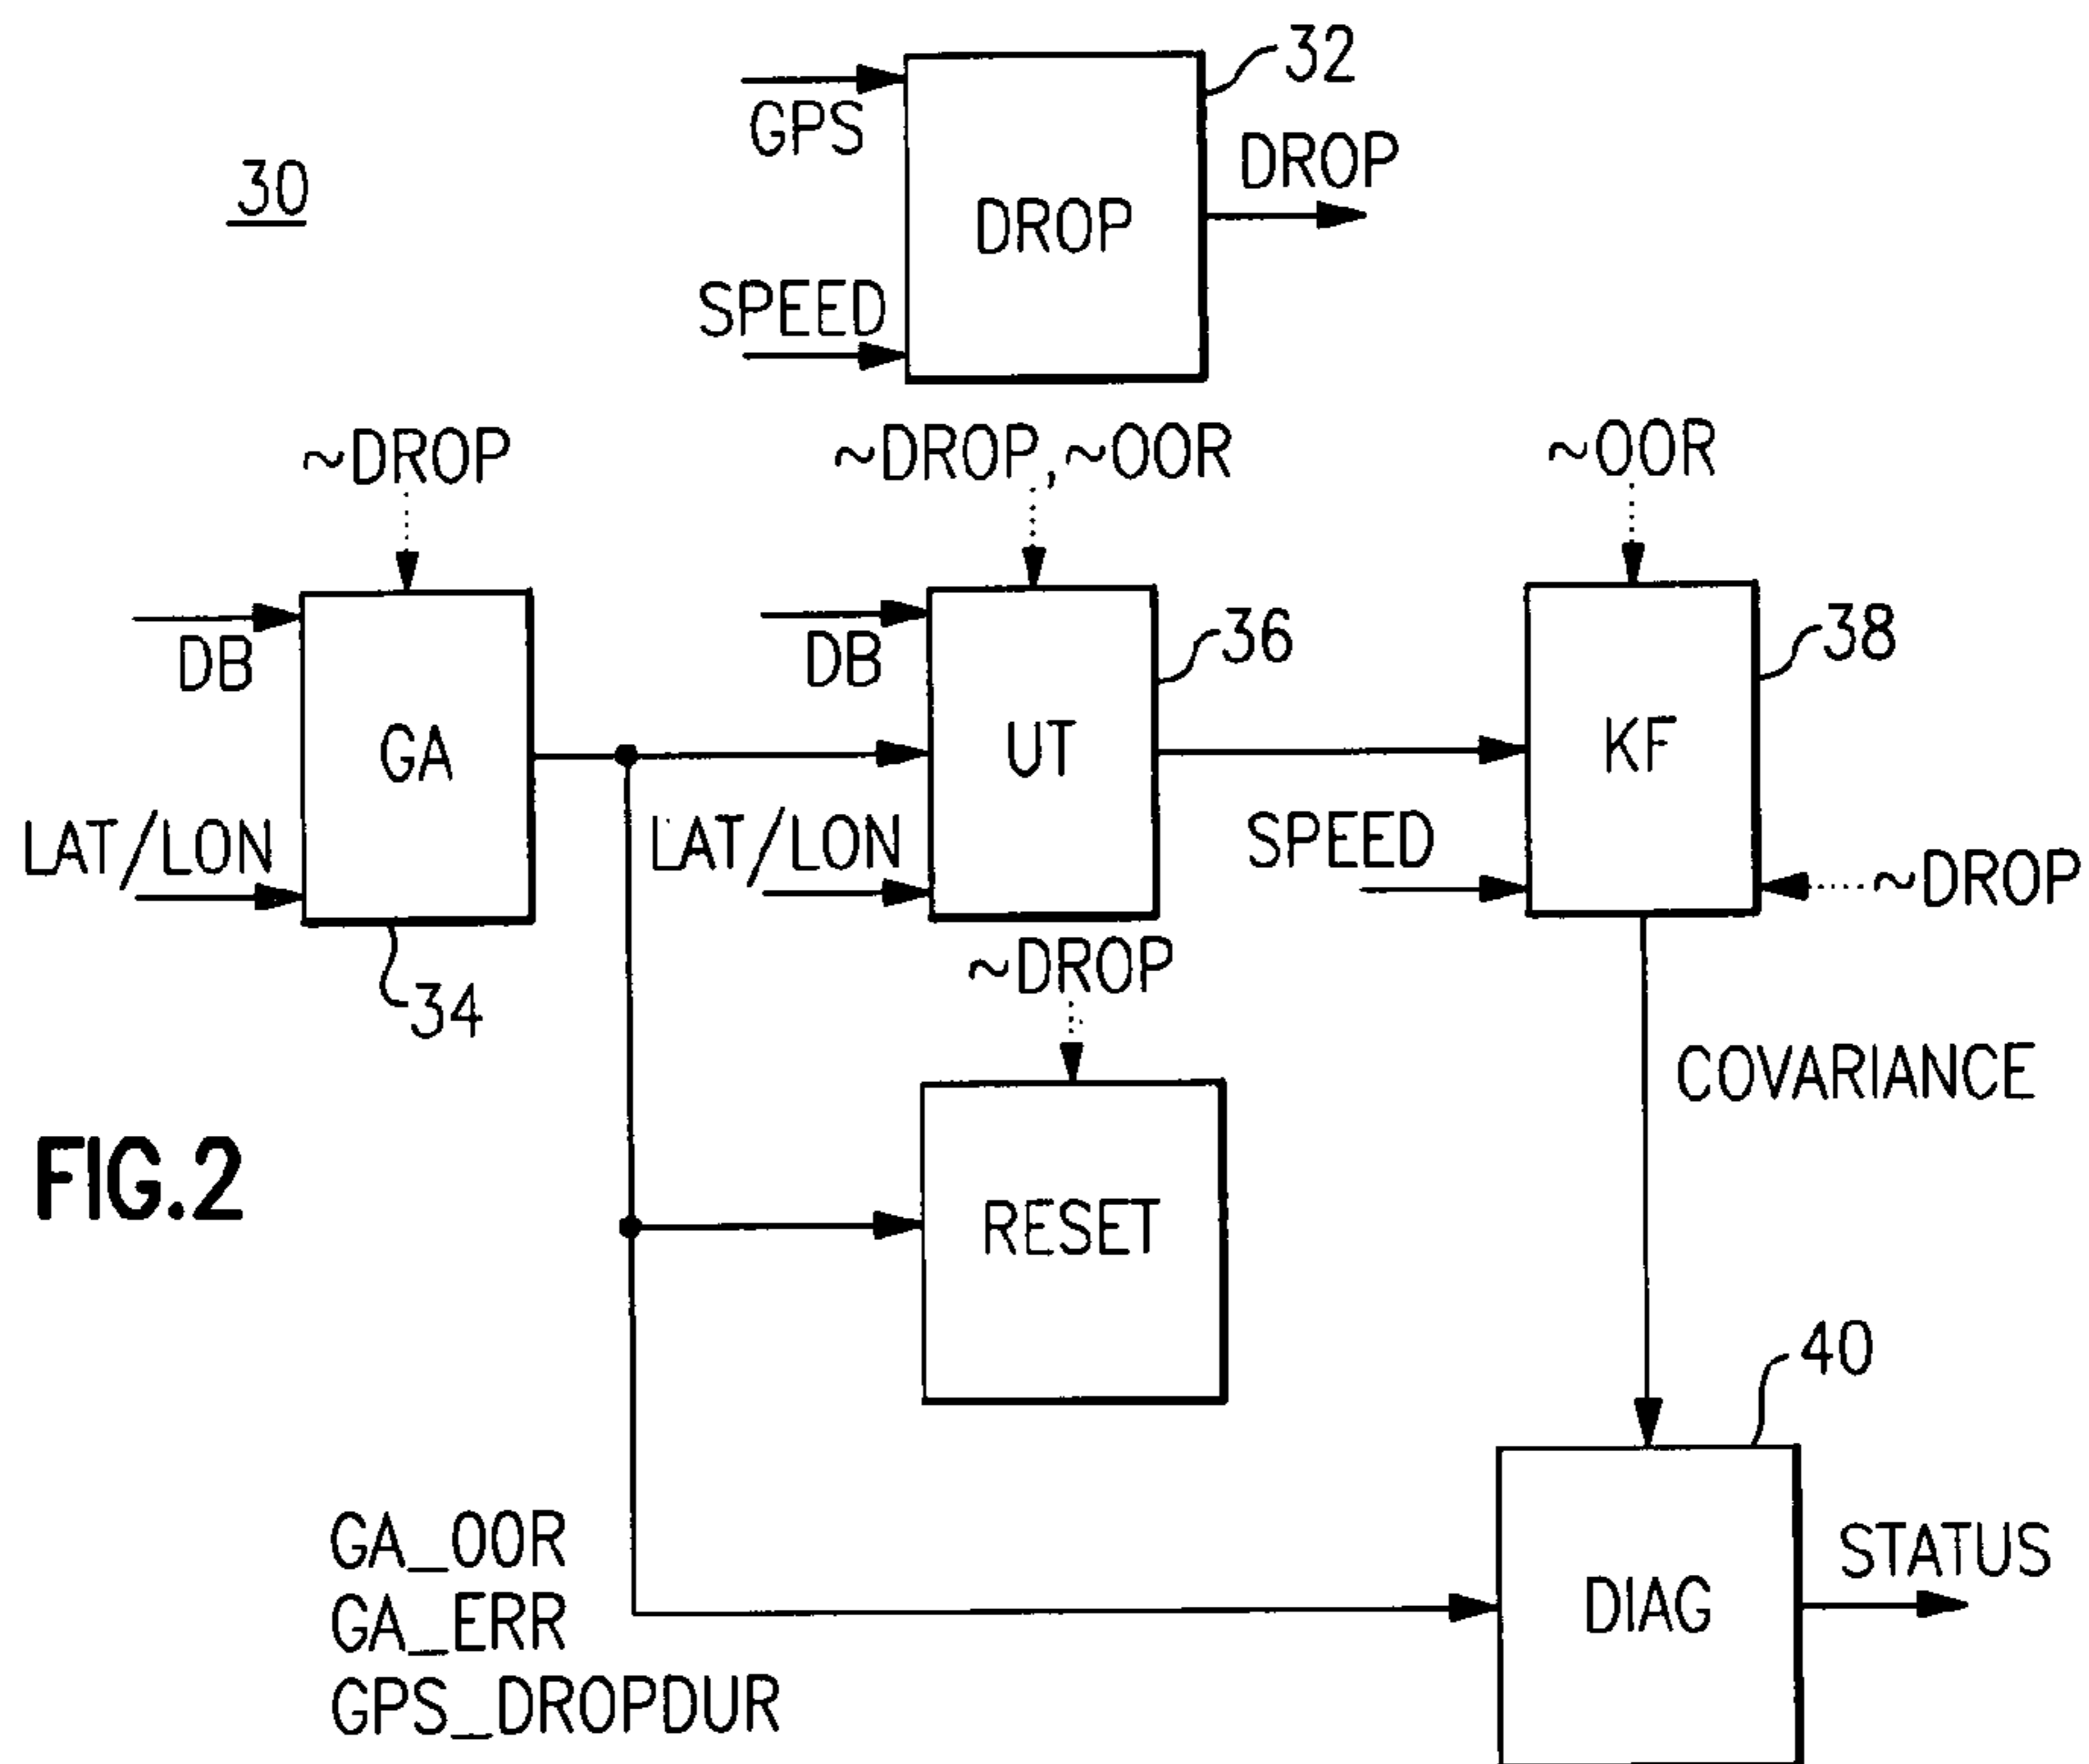 32
GPS
DROP
30
DROP
SPEED
~DROP
~DROP,~OOR
~OOR
DB
DB
36
38
GA
UT
KF
LAT/LON
LAT/LON
SPEED
~DROP
~DROP
34
COVARIANCE
FIG.2
RESET
40
GA_OOR
STATUS
DIAG
GA_ERR
GPS_DROPDUR